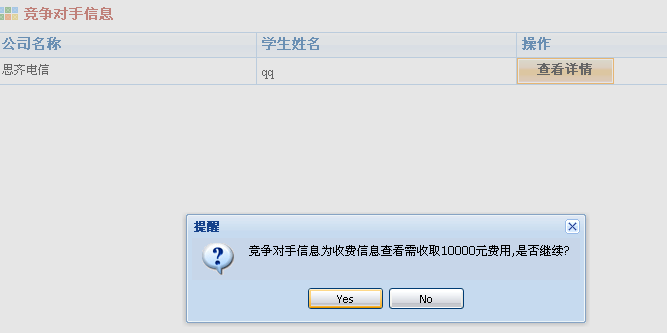 竞争对手信息
公司名称 学生姓名 操作
思齐电信 qq 查看详情
提醒
竞争对手信息为收费信息查看需收取10000元费用,是否继续?
Yes No